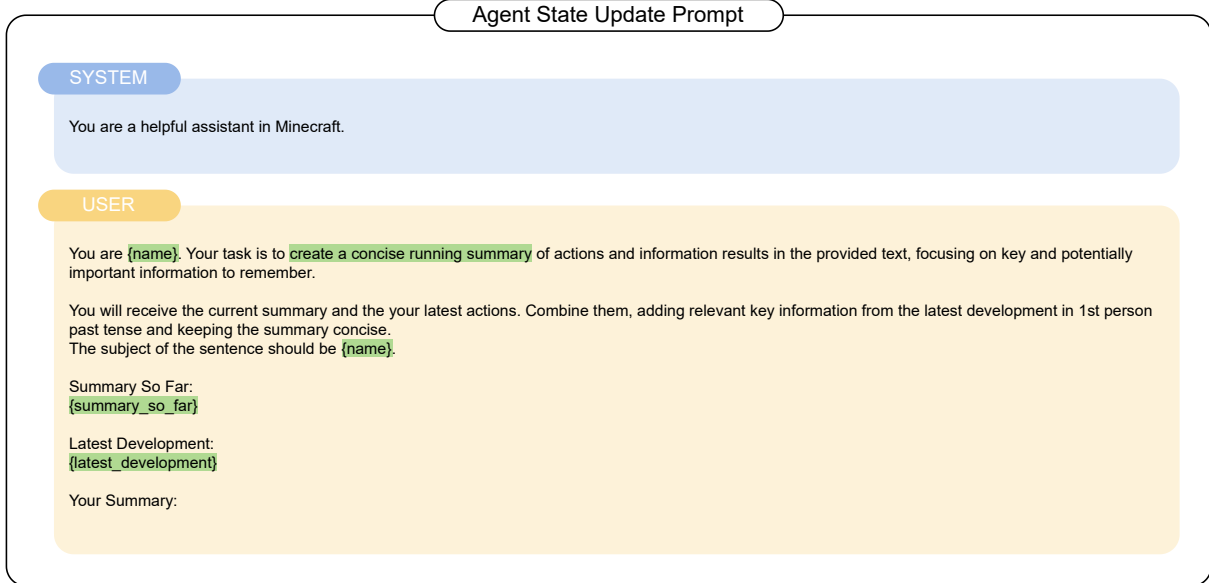 Agent State Update Prompt
SYSTEM
You are a helpful assistant in Minecraft.
USER
You are {name}. Your task is to create a concise running summary of actions and information results in the provided text, focusing on key and potentially
important information to remember.
You will receive the current summary and the your latest actions. Combine them, adding relevant key information from the latest development in 1st person
past tense and keeping the summary concise.
The subject of the sentence should be {name}.
Summary So Far:
{summary_so_far}
Latest Development:
{latest_development}
Your Summary: